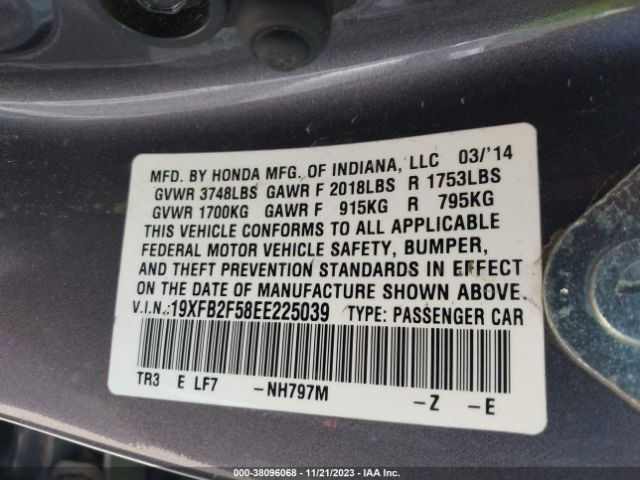 MFD. BY HONDA MFG. OF INDIANA, LLC 03/'14
GVWR 3748LBS GAWR F 2018LBS R 1753LBS
GVWR 1700KG GAWR F 915KG R 795KG
THIS VEHICLE CONFORMS TO ALL APPLICABLE
FEDERAL MOTOR VEHICLE SAFETY, BUMPER,
AND THEFT PREVENTION STANDARDS IN EFFECT
ON THE DATE OF MANUFACTURE SHOWN ABOVE.
V.I.N.:19XFB2F58EE225039 TYPE: PASSENGER CAR
TR3 E LF7 -NH797M -Z -E
000-38096068 - 11/21/2023 - IAA Inc.